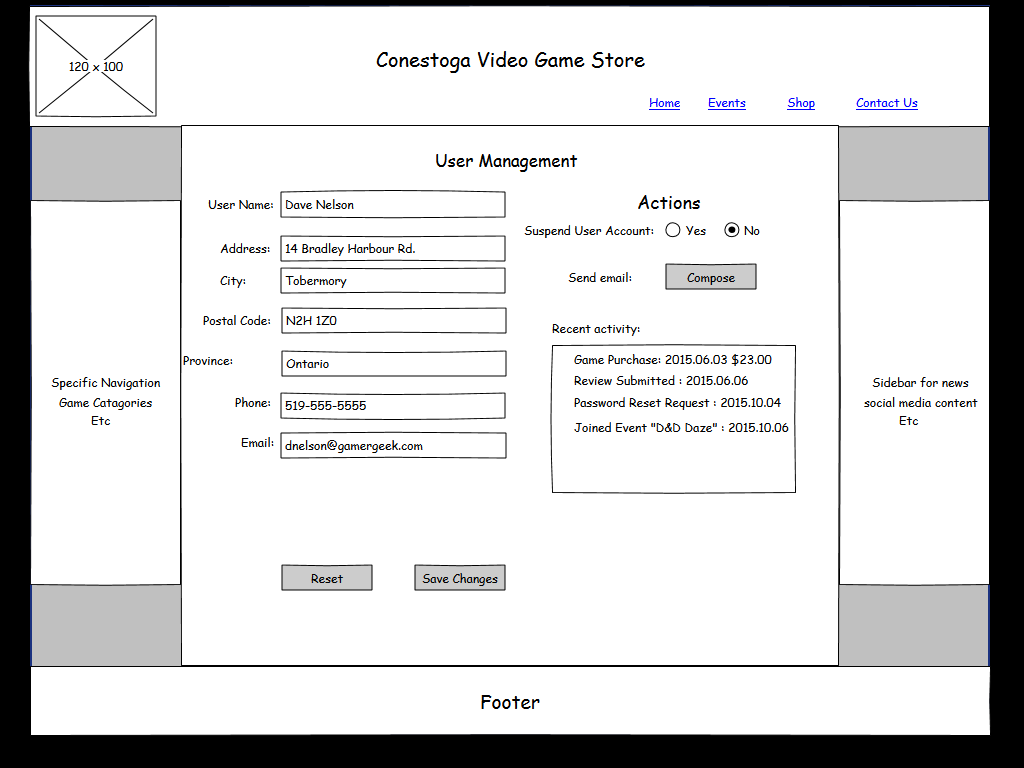 120 x 100
Conestoga Video Game Store
Home Events Shop Contact Us
User Management
User Name: Dave Nelson
Address: 14 Bradley Harbour Rd.
City: Tobermory
Postal Code: N2H 1Z0
Province: Ontario
Phone: 519-555-5555
Email: dnelson@gamergeek.com
Reset Save Changes
Actions
Suspend User Account: Yes No
Send email: Compose
Recent activity:
Game Purchase: 2015.06.03 $23.00
Review Submitted : 2015.06.06
Password Reset Request : 2015.10.04
Joined Event "D&D Daze" : 2015.10.06
Specific Navigation
Game Catagories
Etc
Sidebar for news
social media content
Etc
Footer